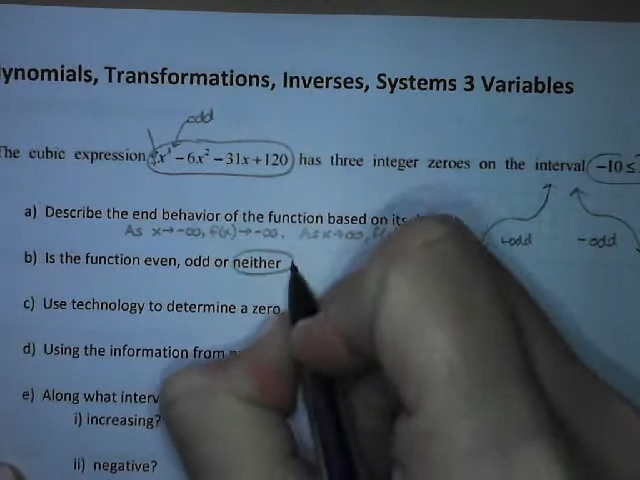 ynomials, Transformations, Inverses, Systems 3 Variables
odd
The cubic expression x³ – 6x² – 31x + 120 has three integer zeroes on the interval –10 ≤
a) Describe the end behavior of the function based on its
As x→-∞, f(x)→-∞. As x→∞, f(
+odd -odd
b) Is the function even, odd or neither
c) Use technology to determine a zero
d) Using the information from
e) Along what interv
i) increasing?
ii) negative?